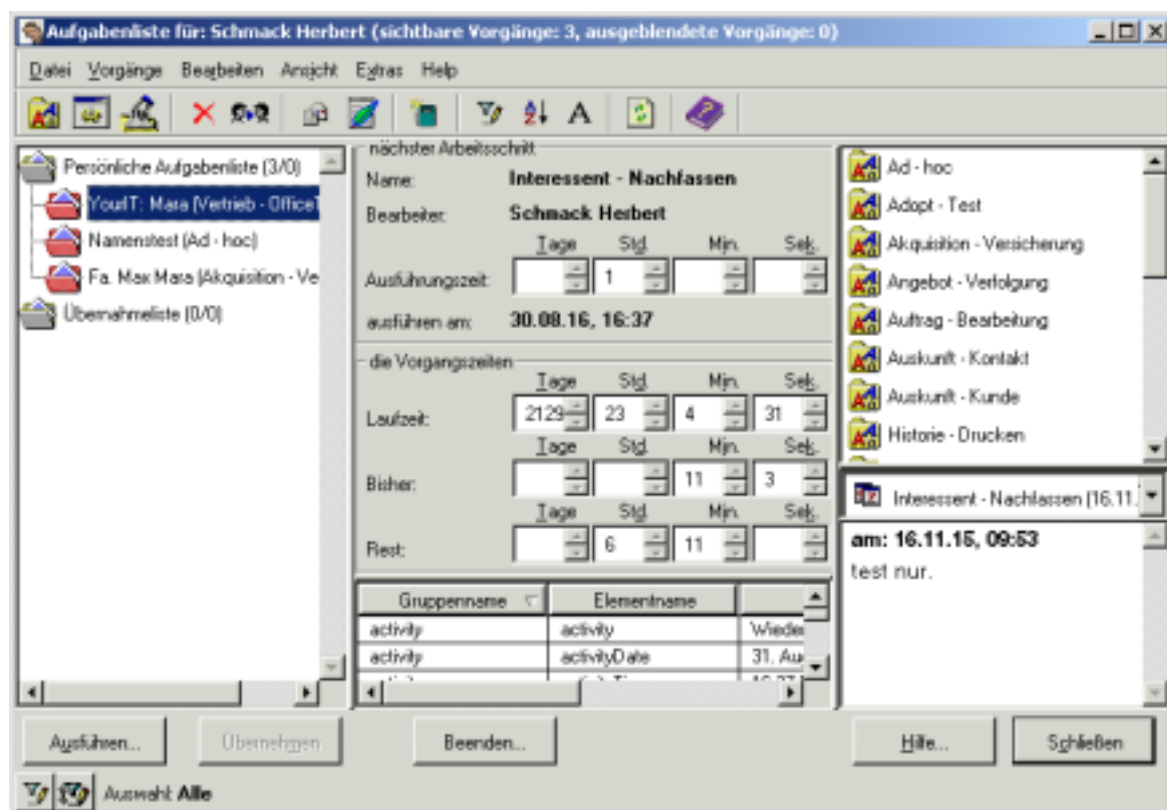 Aufgabenliste für: Schmack Herbert (sichtbare Vorgänge: 3, ausgeblendete Vorgänge: 0)
Datei Vorgänge Bearbeiten Ansicht Extras Help
Persönliche Aufgabenliste (3/0)
YourIT: Mara (Vertrieb - OfficeT
Namenstest (Ad - hoc)
Fa. Max Mara (Akquisition - Ve
Übernahmeliste (0/0)
nächster Arbeitsschritt
Name: Interessent - Nachfassen
Bearbeiter: Schmack Herbert
Tage Std. Min. Sek.
Ausführungszeit: 1
ausführen am: 30.08.16, 16:37
die Vorgangszeiten
Tage Std. Min. Sek.
Laufzeit: 2129 23 4 31
Tage Std. Min. Sek.
Bisher: 11 3
Tage Std. Min. Sek.
Rest: 6 11
Gruppenname Elementname
activity activity Wieder
activity activityDate 31. Aug
Ad - hoc
Adopt - Test
Akquisition - Versicherung
Angebot - Verfolgung
Auftrag - Bearbeitung
Auskunft - Kontakt
Auskunft - Kunde
Historie - Drucken
Interessent - Nachfassen (16.11.
am: 16.11.15, 09:53
test nur.
Ausführen... Übernehmen Beenden... Hilfe... Schließen
Auswahl: Alle